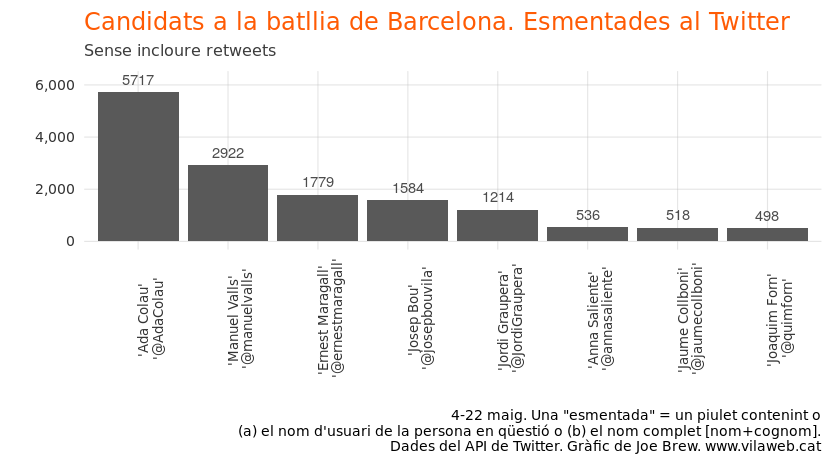 Candidats a la batllia de Barcelona. Esmentades al Twitter
Sense incloure retweets
6,000
4,000
2,000
0
5717
2922
1779
1584
1214
536
518
498
'Ada Colau'
'@AdaColau'
'Manuel Valls'
'@manuelvalls'
'Ernest Maragall'
'@ernestmaragall'
'Josep Bou'
'@josepbouvila'
'Jordi Graupera'
'@JordiGraupera'
'Anna Saliente'
'@annasaliente'
'Jaume Collboni'
'@jaumecollboni'
'Joaquim Forn'
'@quimforn'
4-22 maig. Una "esmentada" = un piulet contenint o
(a) el nom d'usuari de la persona en qüestió o (b) el nom complet [nom+cognom].
Dades del API de Twitter. Gràfic de Joe Brew. www.vilaweb.cat